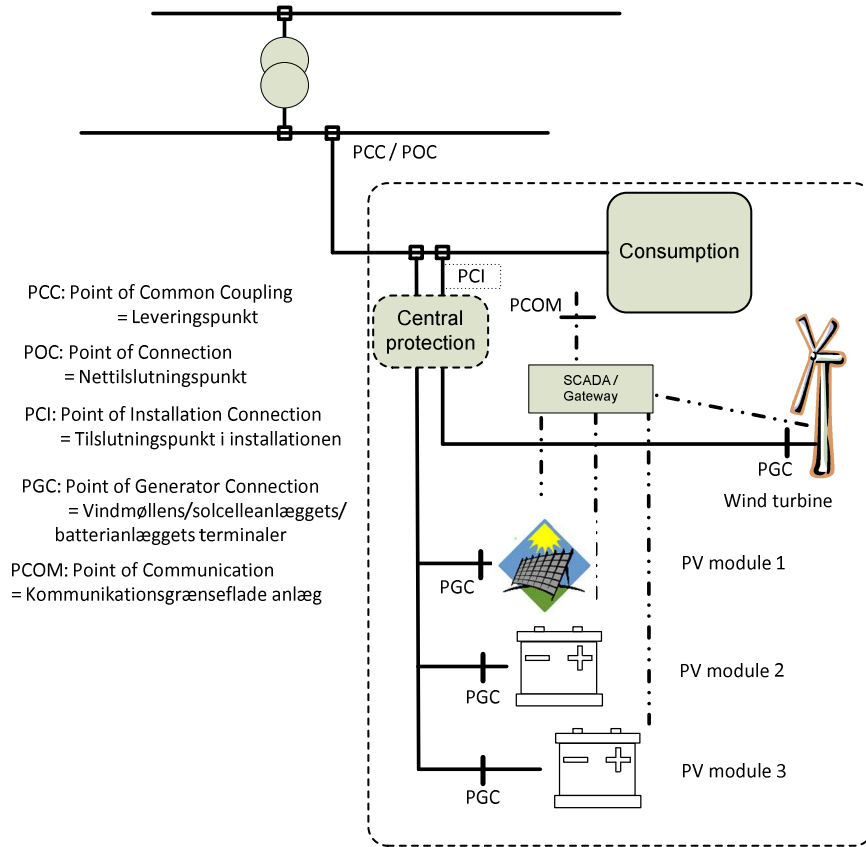 PCC / POC
Consumption
PCI
PCC: Point of Common Coupling
= Leveringspunkt
POC: Point of Connection
= Nettilslutningspunkt
PCI: Point of Installation Connection
= Tilslutningspunkt i installationen
PGC: Point of Generator Connection
= Vindmøllens/solcelleanlæggets/
batterianlæggets terminaler
PCOM: Point of Communication
= Kommunikationsgrænseflade anlæg
Central
protection
PCOM
SCADA /
Gateway
PGC
Wind turbine
PGC
PV module 1
PGC
PV module 2
PGC
PV module 3